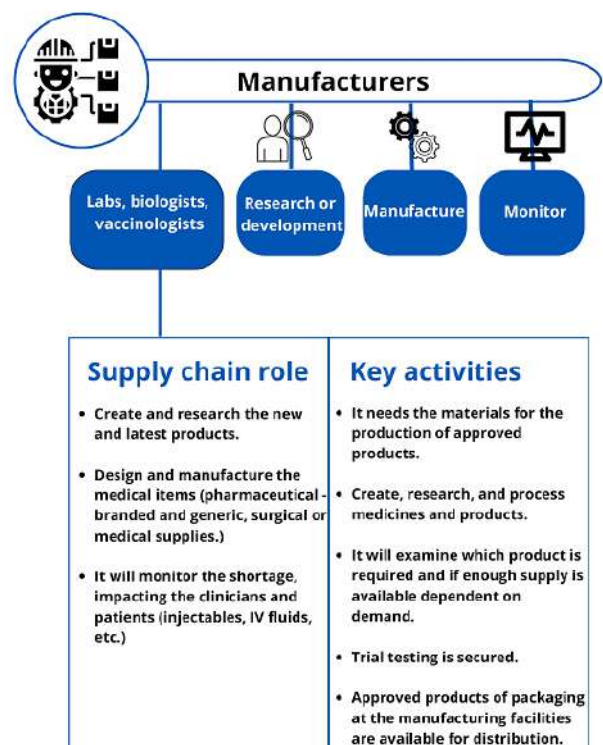 Manufacturers
Labs, biologists,
vaccinologists
Research or
development
Manufacture
Monitor
Supply chain role
• Create and research the new
and latest products.
• Design and manufacture the
medical items (pharmaceutical -
branded and generic, surgical or
medical supplies.)
• It will monitor the shortage,
impacting the clinicians and
patients (injectables, IV fluids,
etc.)
Key activities
• It needs the materials for the
production of approved
products.
• Create, research, and process
medicines and products.
• It will examine which product is
required and if enough supply is
available dependent on
demand.
• Trial testing is secured.
• Approved products of packaging
at the manufacturing facilities
are available for distribution.